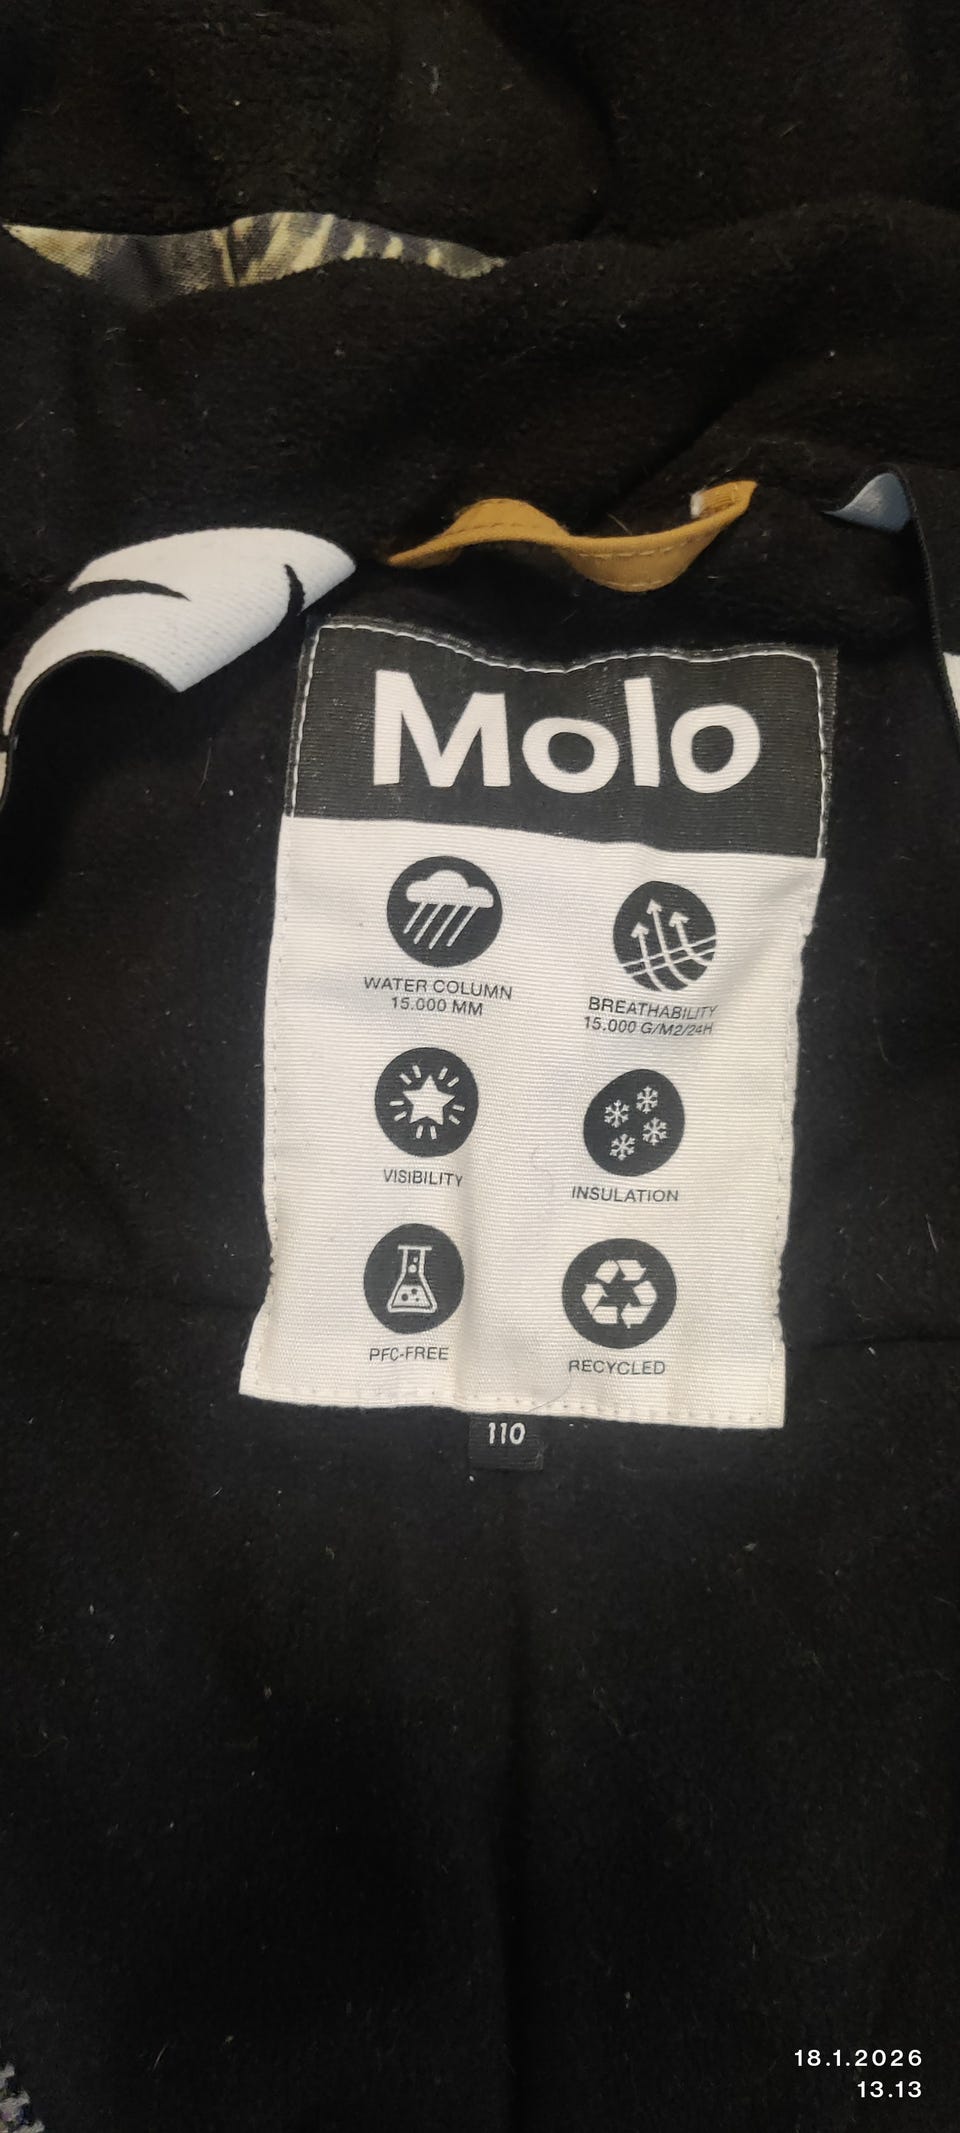 Molo
WATER COLUMN
15.000 MM
BREATHABILITY
15.000 G/M2/24H
VISIBILITY
INSULATION
PFC-FREE
RECYCLED
110
18.1.2026
13.13